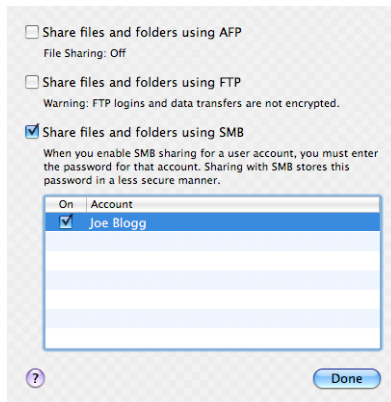 Share files and folders using AFP
File Sharing: Off
Share files and folders using FTP
Warning: FTP logins and data transfers are not encrypted.
Share files and folders using SMB
When you enable SMB sharing for a user account, you must enter
the password for that account. Sharing with SMB stores this
password in a less secure manner.
On Account
Joe Blogg
? Done